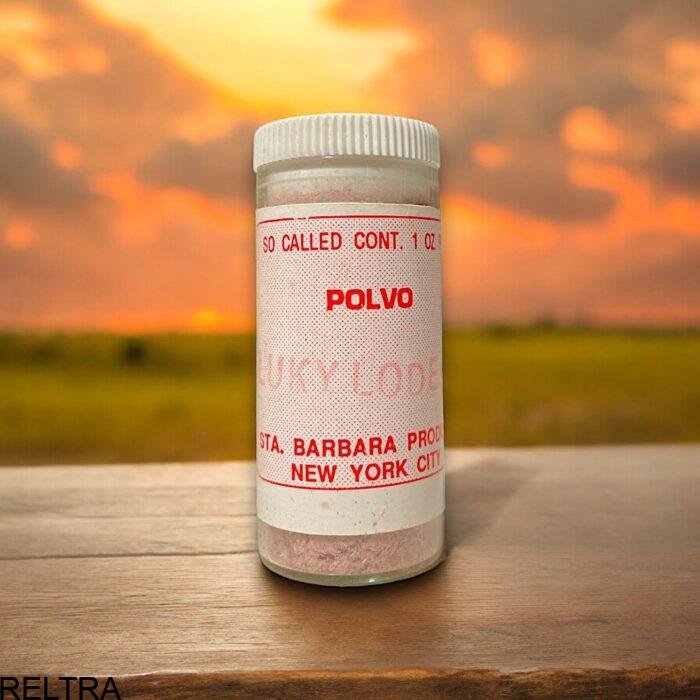 SO CALLED CONT. 1 OZ
POLVO
LUKY LODE
STA. BARBARA PROD
NEW YORK CITY
RELTRA